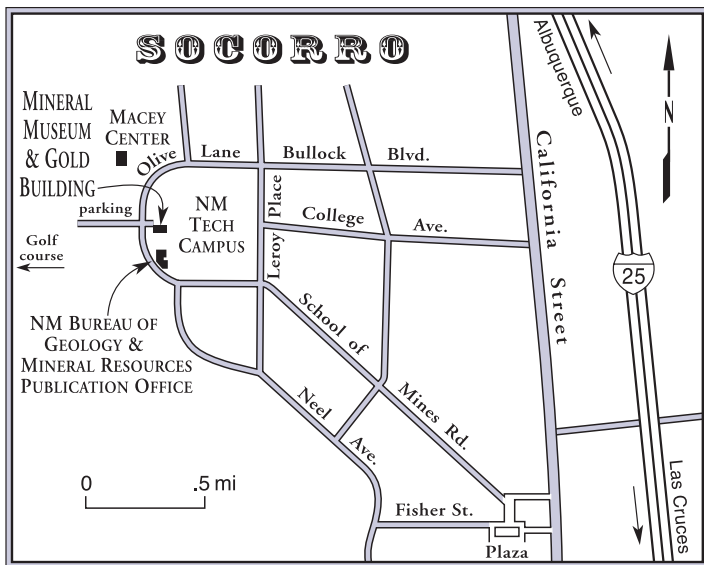 SOCORRO
MINERAL
MUSEUM
& GOLD
BUILDING
MACEY
CENTER
Albuquerque
N
Olive Lane Bullock Blvd.
parking
NM
TECH
CAMPUS
Leroy Place
College Ave.
California Street
Golf
course
25
NM BUREAU OF
GEOLOGY &
MINERAL RESOURCES
PUBLICATION OFFICE
School of Mines Rd.
Neel Ave.
0 .5 mi
Fisher St.
Plaza
Las Cruces